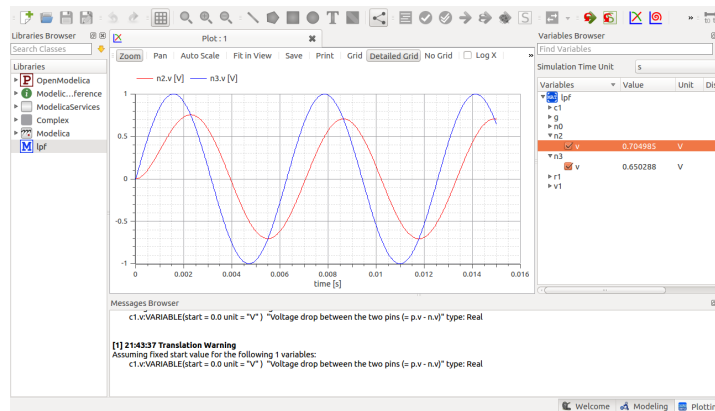 Libraries Browser
Search Classes
Libraries
OpenModelica
Modelic...ference
ModelicaServices
Complex
Modelica
M lpf
Plot : 1
Zoom Pan Auto Scale Fit in View Save Print Grid Detailed Grid No Grid Log X »
n2.v [V] n3.v [V]
1
0.5
0
-0.5
-1
0 0.002 0.004 0.006 0.008 0.01 0.012 0.014 0.016
time [s]
Messages Browser
c1.v:VARIABLE(start = 0.0 unit = "V" ) "Voltage drop between the two pins (= p.v - n.v)" type: Real
[1] 21:43:37 Translation Warning
Assuming fixed start value for the following 1 variables:
c1.v:VARIABLE(start = 0.0 unit = "V" ) "Voltage drop between the two pins (= p.v - n.v)" type: Real
Variables Browser
Find Variables
Simulation Time Unit s
Variables Value Unit Dis
lpf
c1
g
n0
n2
v 0.704985 V
n3
v 0.650288 V
r1
v1
Welcome Modeling Plottin